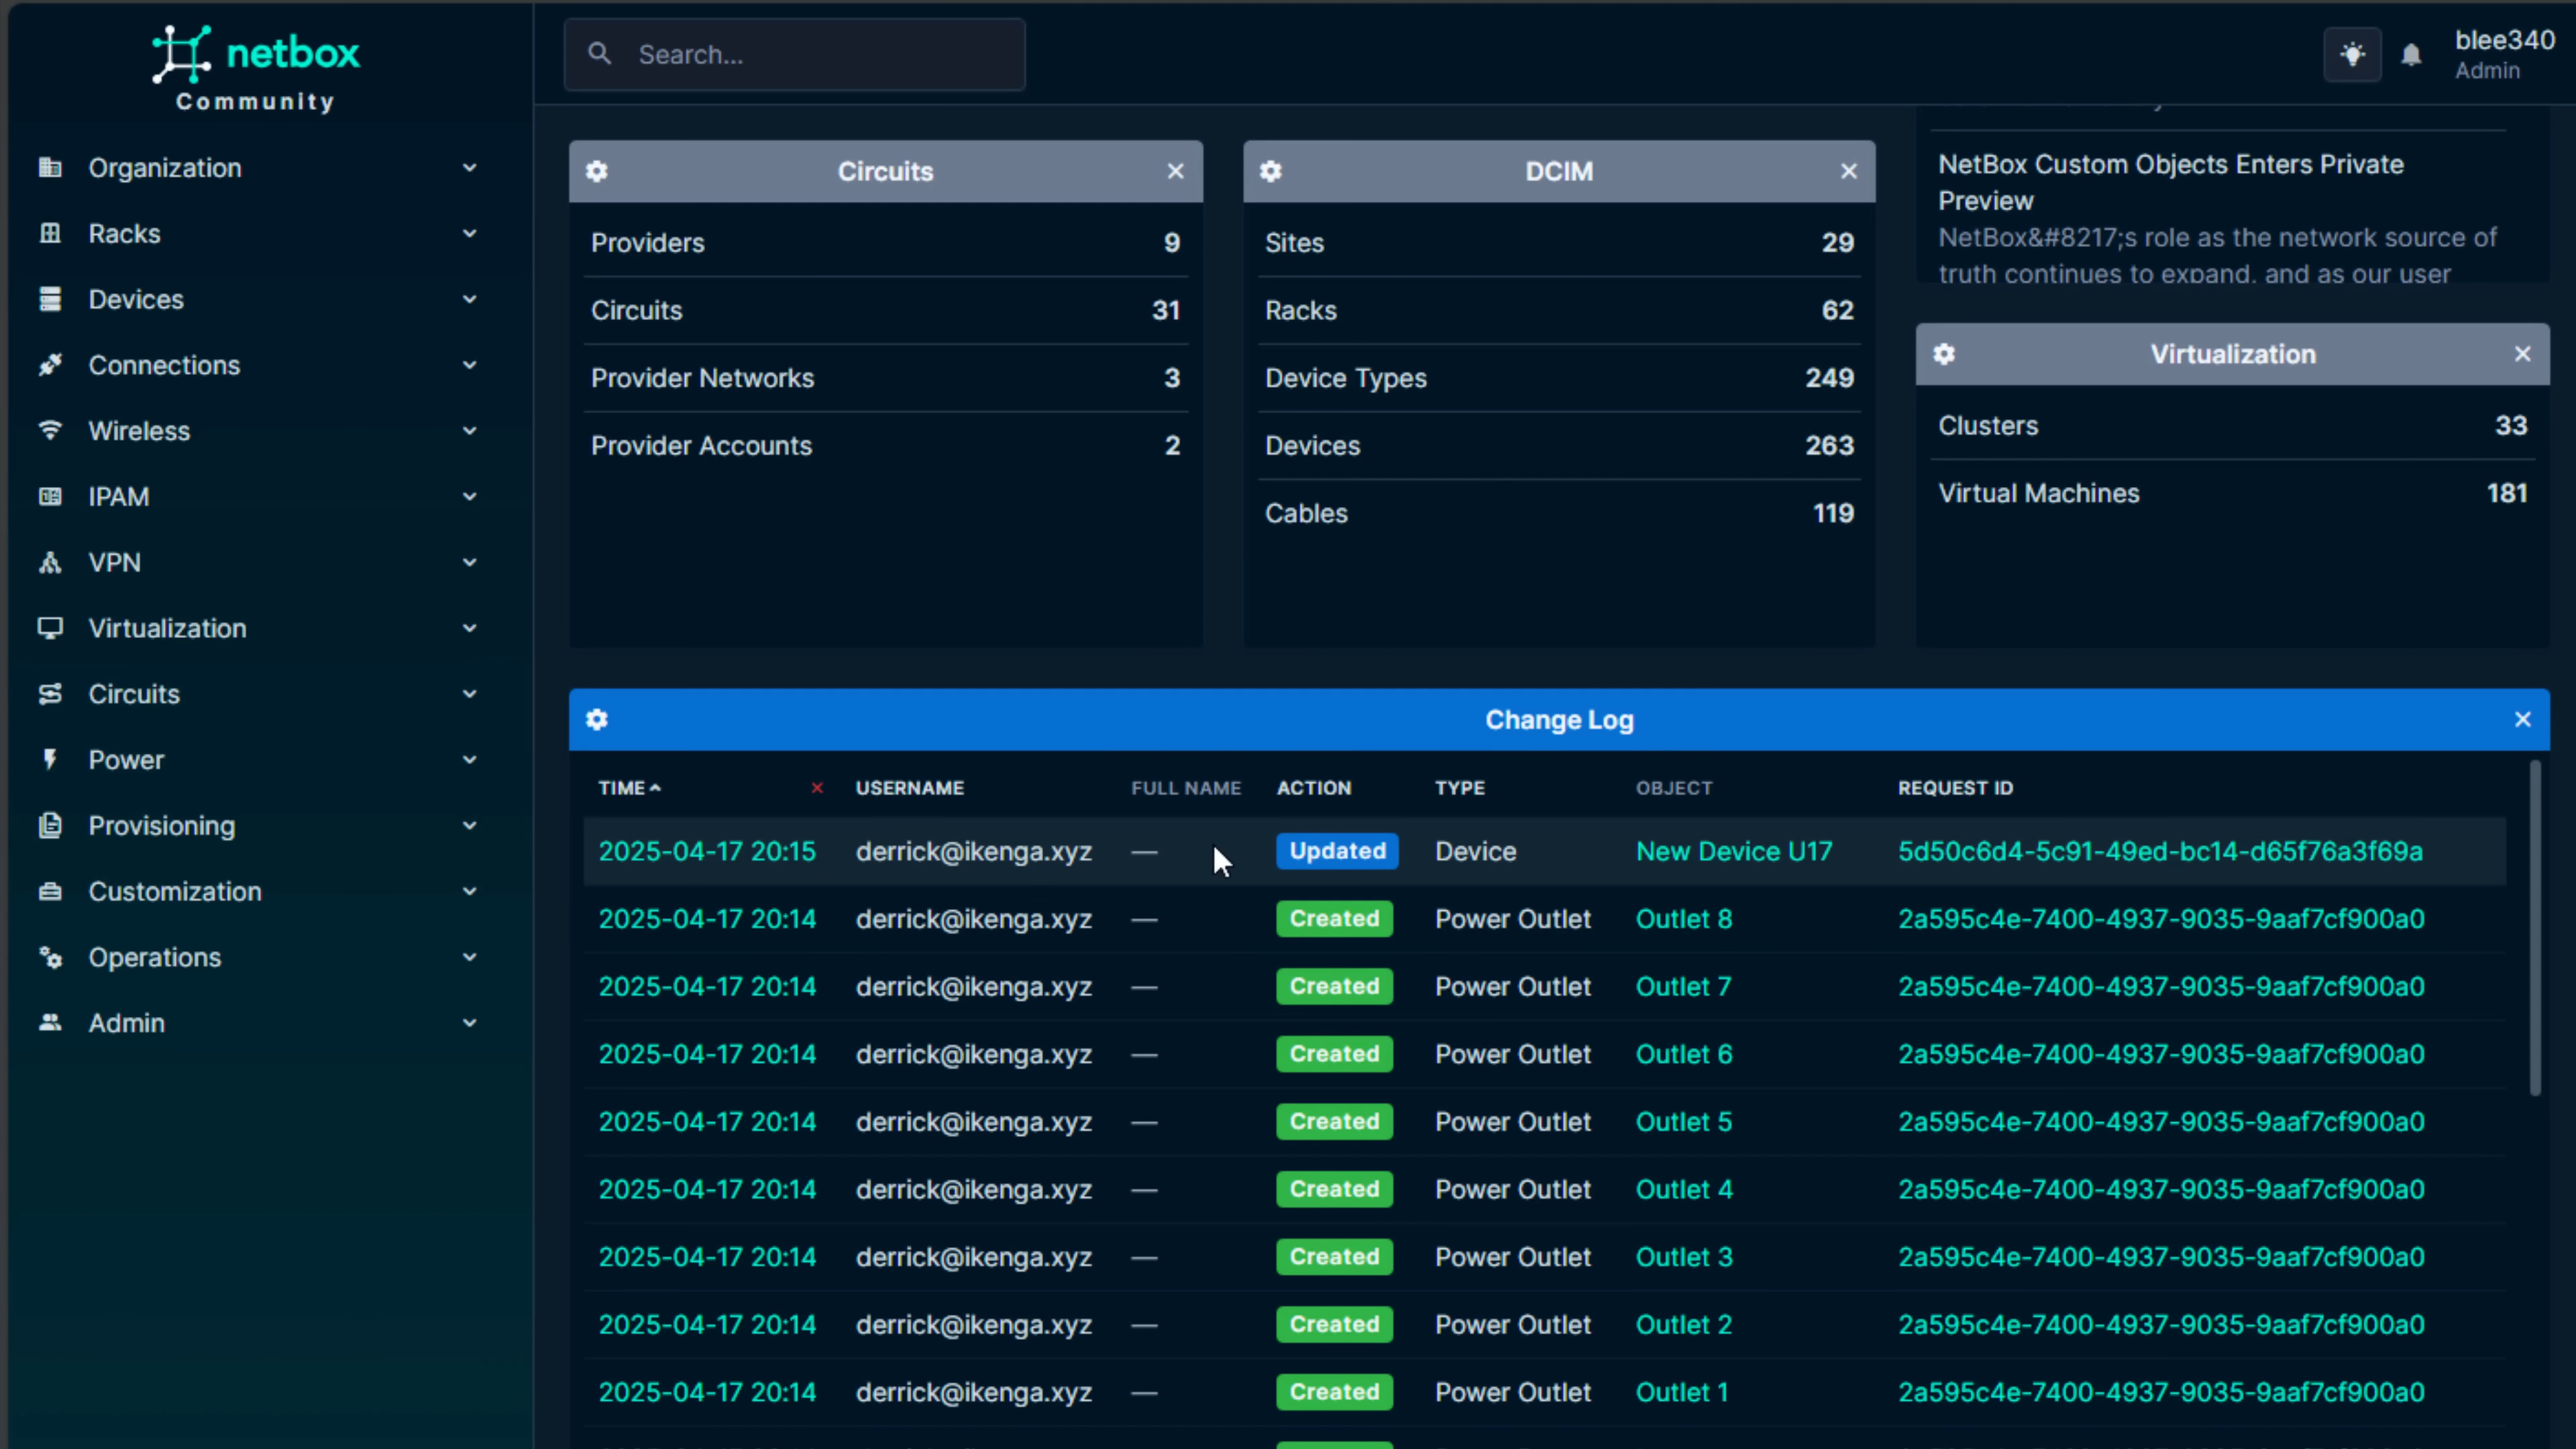 netbox
Community
Search...
blee340
Admin
Organization
Racks
Devices
Connections
Wireless
IPAM
VPN
Virtualization
Circuits
Power
Provisioning
Customization
Operations
Admin
Circuits
Providers 9
Circuits 31
Provider Networks 3
Provider Accounts 2
DCIM
Sites 29
Racks 62
Device Types 249
Devices 263
Cables 119
NetBox Custom Objects Enters Private
Preview
NetBox&#8217;s role as the network source of
truth continues to expand, and as our user
Virtualization
Clusters 33
Virtual Machines 181
Change Log
TIME USERNAME FULL NAME ACTION TYPE OBJECT REQUEST ID
2025-04-17 20:15 derrick@ikenga.xyz — Updated Device New Device U17 5d50c6d4-5c91-49ed-bc14-d65f76a3f69a
2025-04-17 20:14 derrick@ikenga.xyz — Created Power Outlet Outlet 8 2a595c4e-7400-4937-9035-9aaf7cf900a0
2025-04-17 20:14 derrick@ikenga.xyz — Created Power Outlet Outlet 7 2a595c4e-7400-4937-9035-9aaf7cf900a0
2025-04-17 20:14 derrick@ikenga.xyz — Created Power Outlet Outlet 6 2a595c4e-7400-4937-9035-9aaf7cf900a0
2025-04-17 20:14 derrick@ikenga.xyz — Created Power Outlet Outlet 5 2a595c4e-7400-4937-9035-9aaf7cf900a0
2025-04-17 20:14 derrick@ikenga.xyz — Created Power Outlet Outlet 4 2a595c4e-7400-4937-9035-9aaf7cf900a0
2025-04-17 20:14 derrick@ikenga.xyz — Created Power Outlet Outlet 3 2a595c4e-7400-4937-9035-9aaf7cf900a0
2025-04-17 20:14 derrick@ikenga.xyz — Created Power Outlet Outlet 2 2a595c4e-7400-4937-9035-9aaf7cf900a0
2025-04-17 20:14 derrick@ikenga.xyz — Created Power Outlet Outlet 1 2a595c4e-7400-4937-9035-9aaf7cf900a0